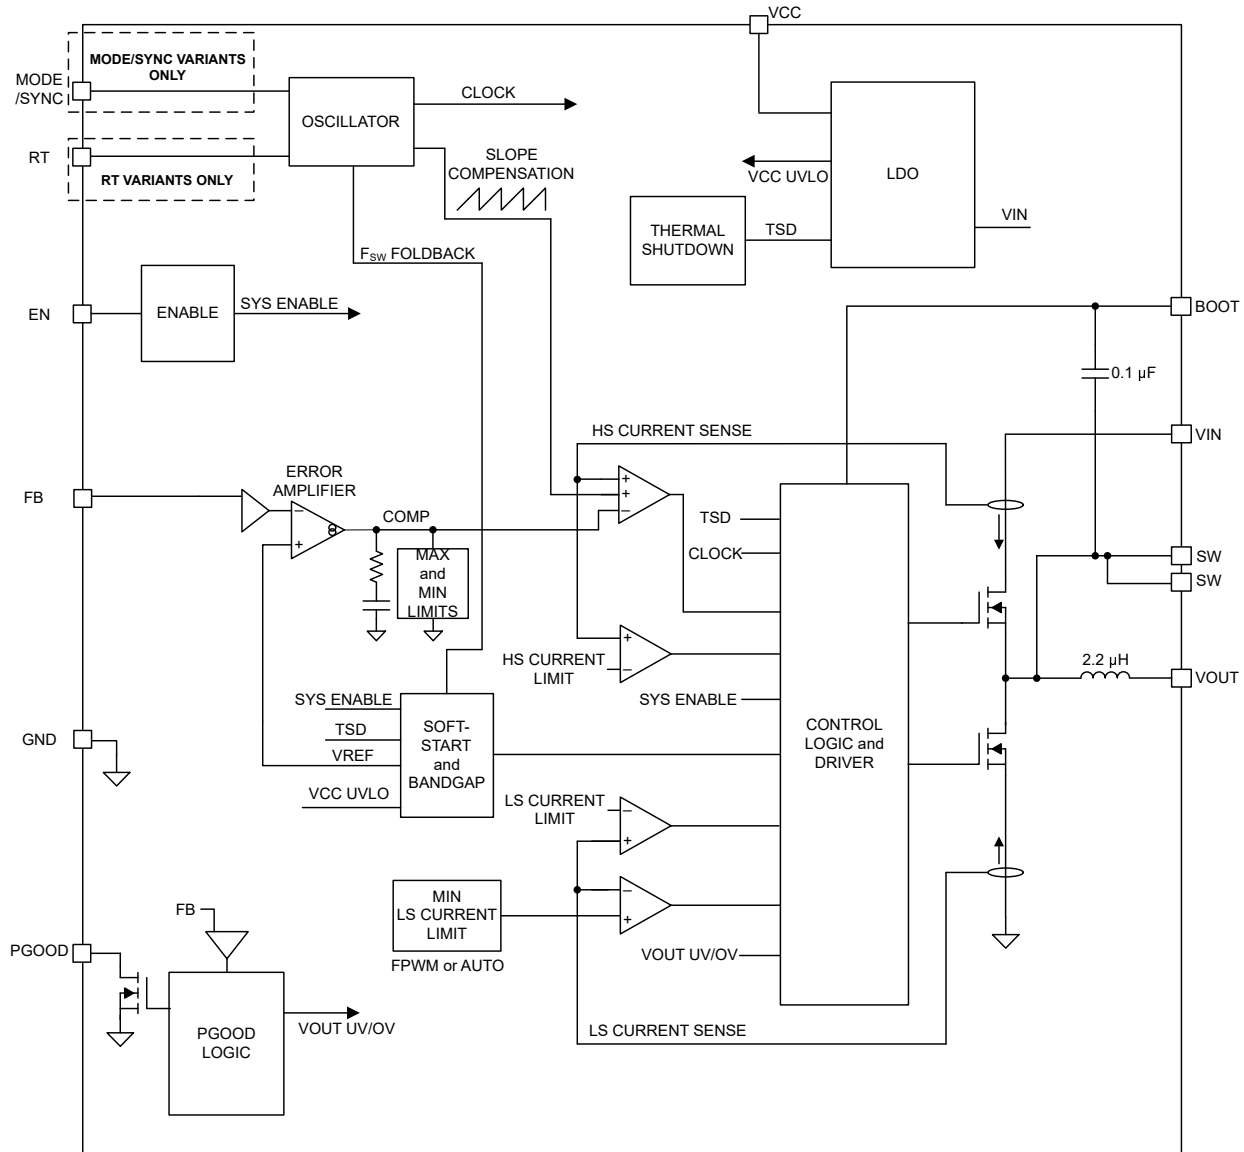 VCC
MODE/SYNC VARIANTS
ONLY
MODE
/SYNC
CLOCK
OSCILLATOR
RT
RT VARIANTS ONLY
SLOPE
COMPENSATION
VCC UVLO
LDO
THERMAL
SHUTDOWN
TSD
VIN
FSW FOLDBACK
EN
ENABLE
SYS ENABLE
BOOT
0.1 µF
HS CURRENT SENSE
VIN
FB
ERROR
AMPLIFIER
−
+
COMP
+
+
−
MAX
and
MIN
LIMITS
TSD
CLOCK
SW
SW
+
−
HS CURRENT
LIMIT
2.2 µH
VOUT
SYS ENABLE
SYS ENABLE
TSD
VREF
VCC UVLO
SOFT-
START
and
BANDGAP
CONTROL
LOGIC and
DRIVER
GND
LS CURRENT
LIMIT
−
+
MIN
LS CURRENT
LIMIT
−
+
FPWM or AUTO
VOUT UV/OV
FB
PGOOD
PGOOD
LOGIC
VOUT UV/OV
LS CURRENT SENSE